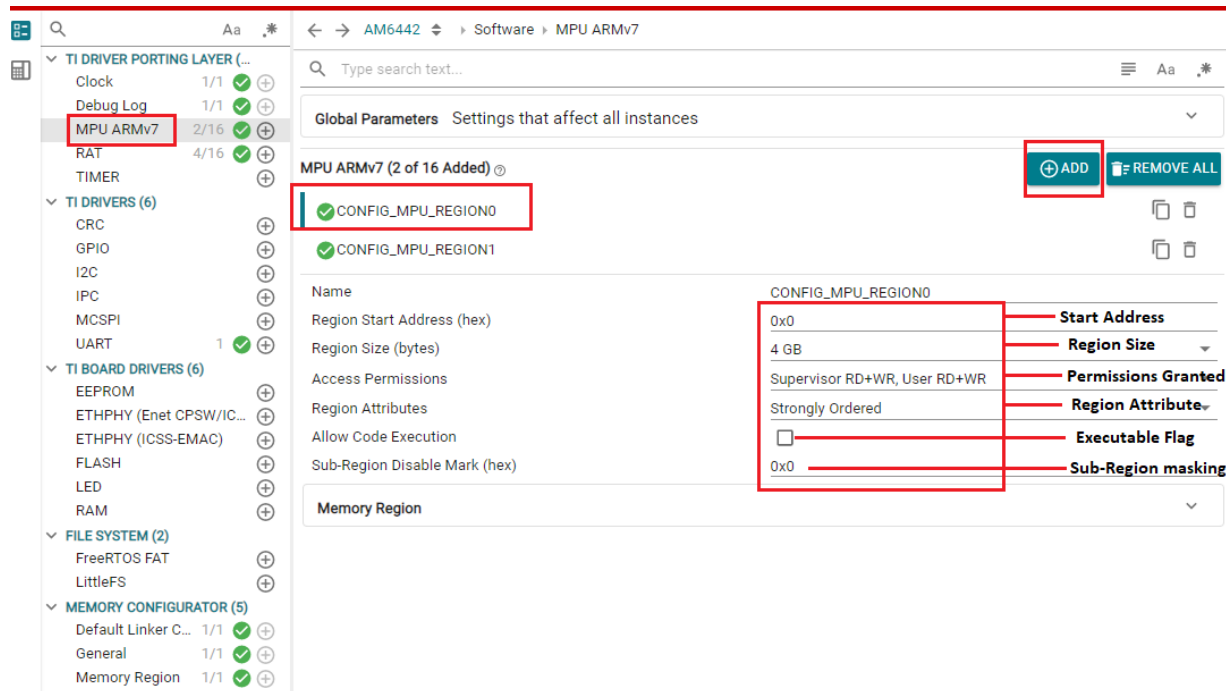 Aa .*
TI DRIVER PORTING LAYER (...
Clock 1/1
Debug Log 1/1
MPU ARMv7 2/16
RAT 4/16
TIMER
TI DRIVERS (6)
CRC
GPIO
I2C
IPC
MCSPI
UART 1
TI BOARD DRIVERS (6)
EEPROM
ETHPHY (Enet CPSW/IC...
ETHPHY (ICSS-EMAC)
FLASH
LED
RAM
FILE SYSTEM (2)
FreeRTOS FAT
LittleFS
MEMORY CONFIGURATOR (5)
Default Linker C... 1/1
General 1/1
Memory Region 1/1
AM6442 Software MPU ARMv7
Type search text... Aa .*
Global Parameters Settings that affect all instances
MPU ARMv7 (2 of 16 Added) ADD REMOVE ALL
CONFIG_MPU_REGION0
CONFIG_MPU_REGION1
Name CONFIG_MPU_REGION0
Region Start Address (hex) 0x0 Start Address
Region Size (bytes) 4 GB Region Size
Access Permissions Supervisor RD+WR, User RD+WR Permissions Granted
Region Attributes Strongly Ordered Region Attribute
Allow Code Execution Executable Flag
Sub-Region Disable Mark (hex) 0x0 Sub-Region masking
Memory Region